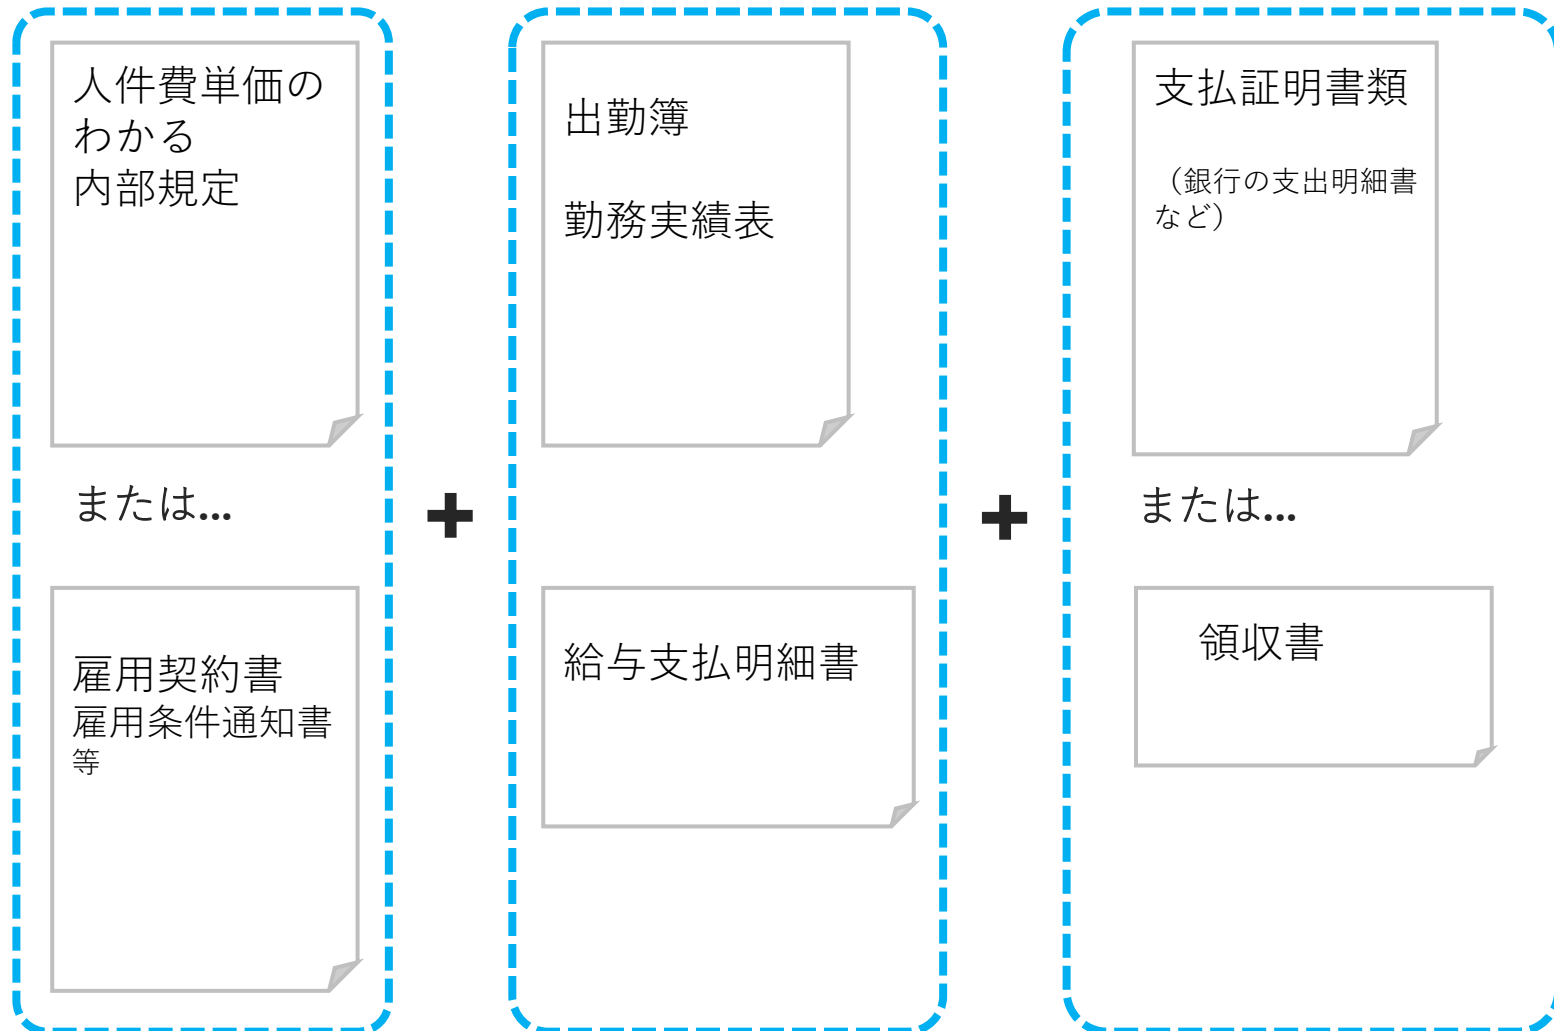 人件費単価の
わかる
内部規定
または...
雇用契約書
雇用条件通知書
等
+
出勤簿
勤務実績表
給与支払明細書
+
支払証明書類
（銀行の支出明細書
など）
または...
領収書